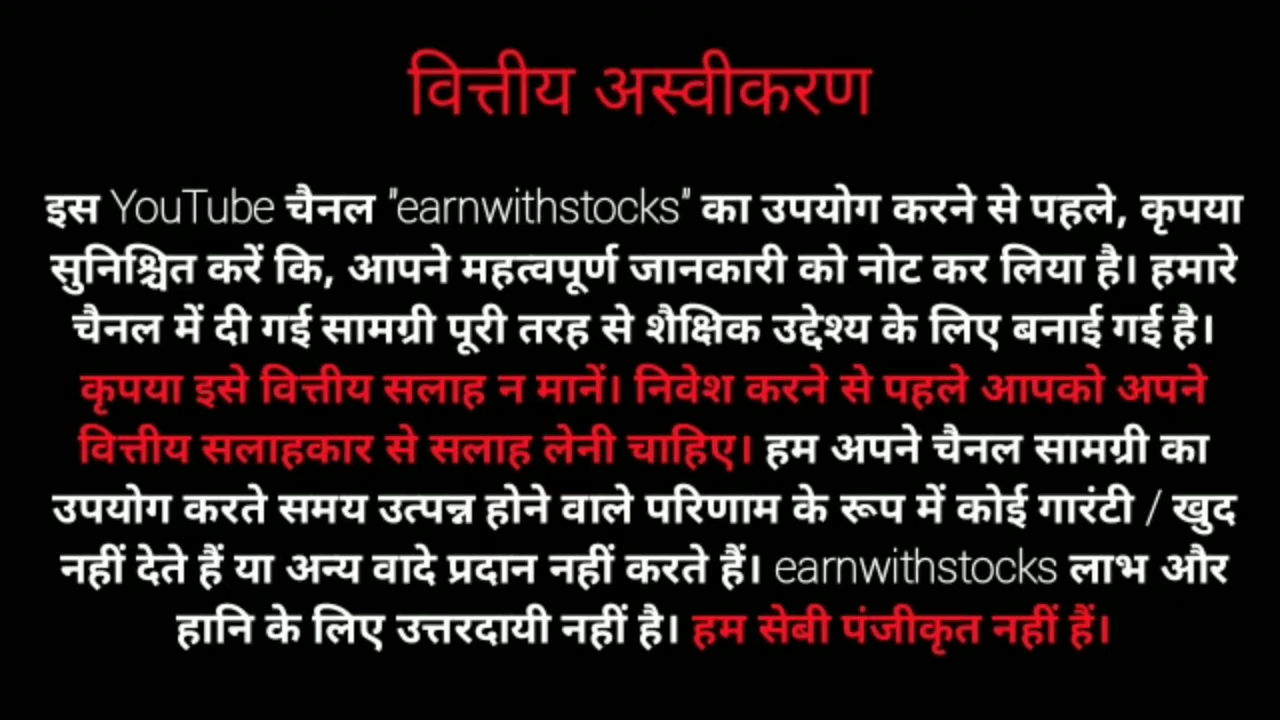 वित्तीय अस्वीकरण
इस YouTube चैनल "earnwithstocks" का उपयोग करने से पहले, कृपया
सुनिश्चित करें कि, आपने महत्वपूर्ण जानकारी को नोट कर लिया है। हमारे
चैनल में दी गई सामग्री पूरी तरह से शैक्षिक उद्देश्य के लिए बनाई गई है।
कृपया इसे वित्तीय सलाह न मानें। निवेश करने से पहले आपको अपने
वित्तीय सलाहकार से सलाह लेनी चाहिए। हम अपने चैनल सामग्री का
उपयोग करते समय उत्पन्न होने वाले परिणाम के रूप में कोई गारंटी / खुद
नहीं देते हैं या अन्य वादे प्रदान नहीं करते हैं। earnwithstocks लाभ और
हानि के लिए उत्तरदायी नहीं है। हम सेबी पंजीकृत नहीं हैं।